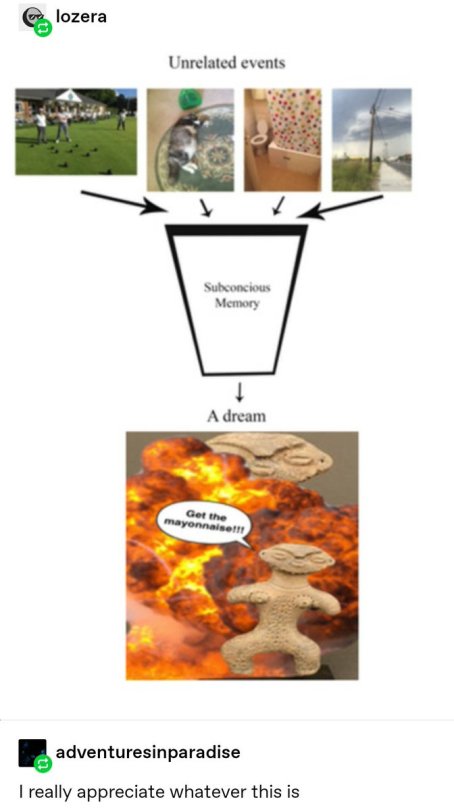 lozera
Unrelated events
Subconcious
Memory
A dream
Get the
mayonnaise!!!
adventuresinparadise
I really appreciate whatever this is